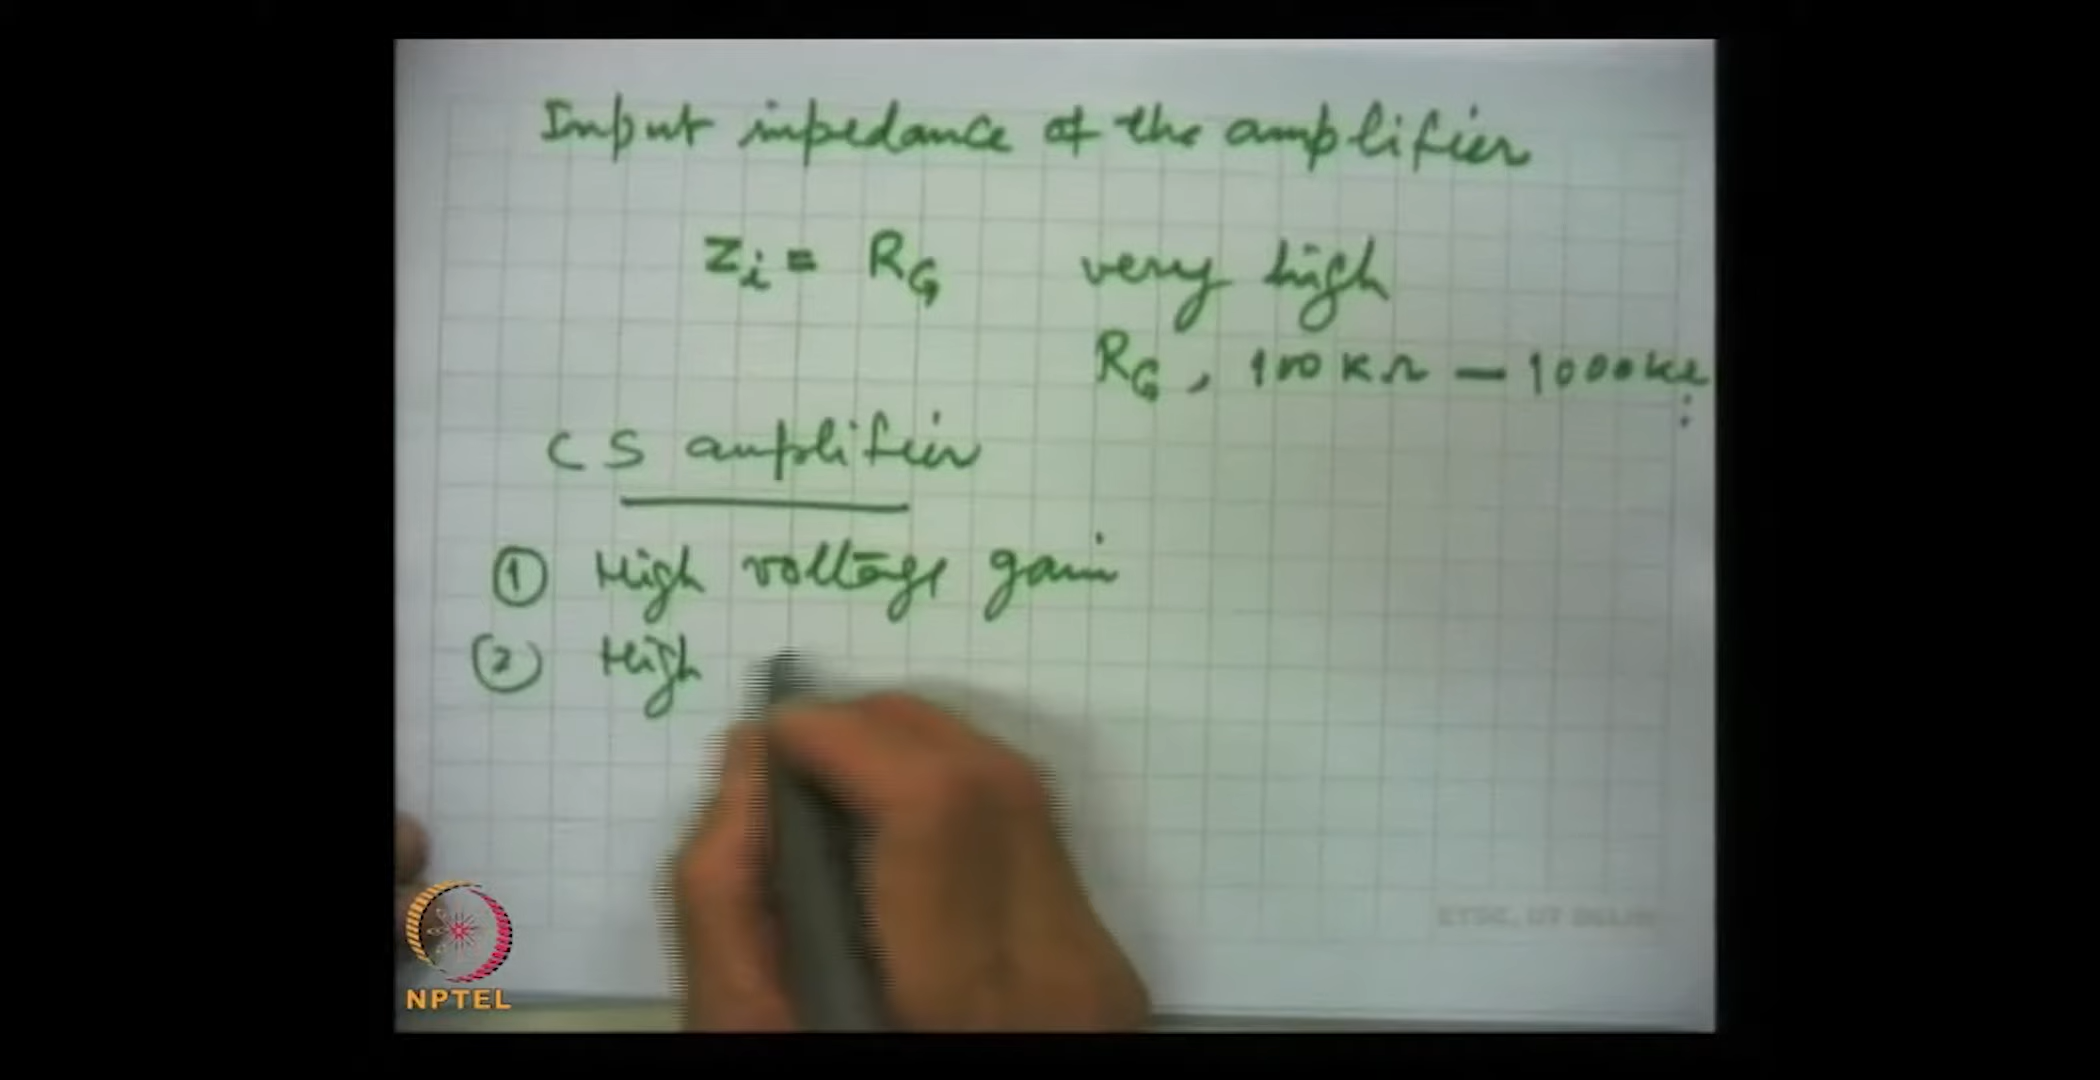 Input impedance of the amplifier
Zi = RG very high
RG, 100 KΩ — 1000 KΩ
CS amplifier
① High voltage gain
② High
NPTEL